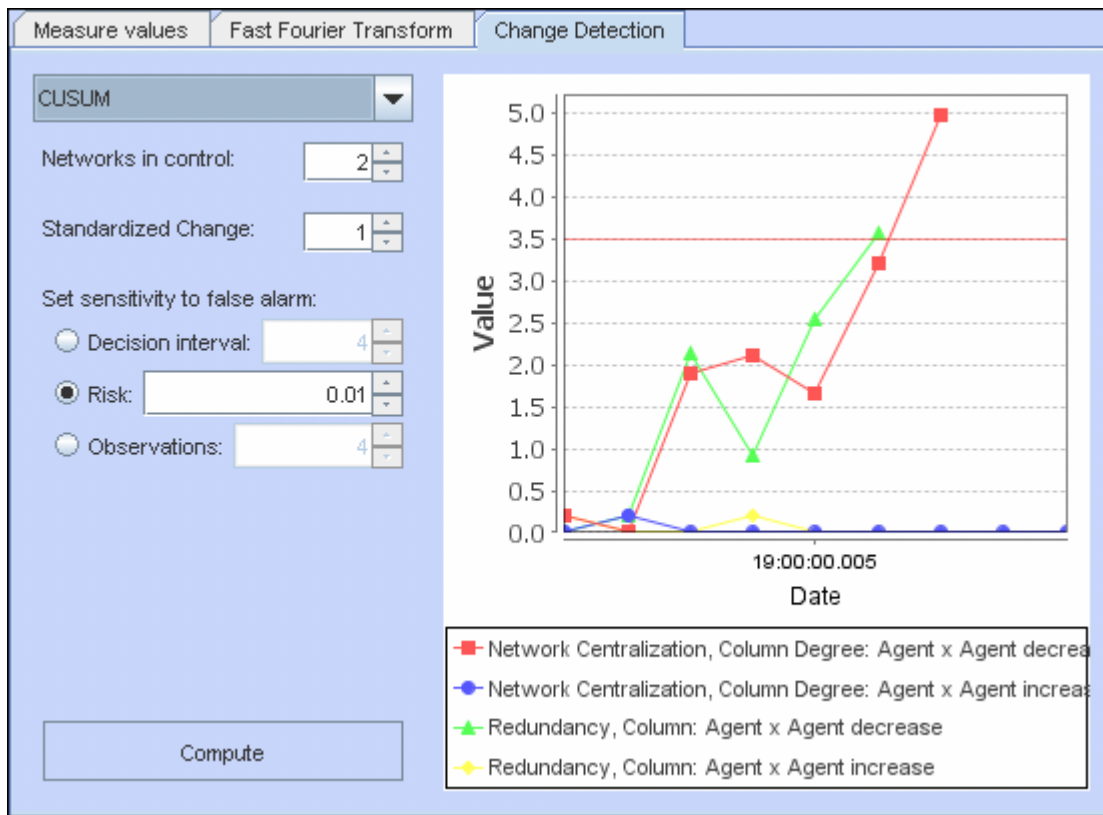 Measure values
Fast Fourier Transform
Change Detection
CUSUM
Networks in control:
2
Standardized Change:
1
Set sensitivity to false alarm:
Decision interval:
4
Risk:
0.01
Observations:
4
Compute
Value
5.0
4.5
4.0
3.5
3.0
2.5
2.0
1.5
1.0
0.5
0.0
19:00:00.005
Date
Network Centralization, Column Degree: Agent x Agent decrea
Network Centralization, Column Degree: Agent x Agent increas
Redundancy, Column: Agent x Agent decrease
Redundancy, Column: Agent x Agent increase